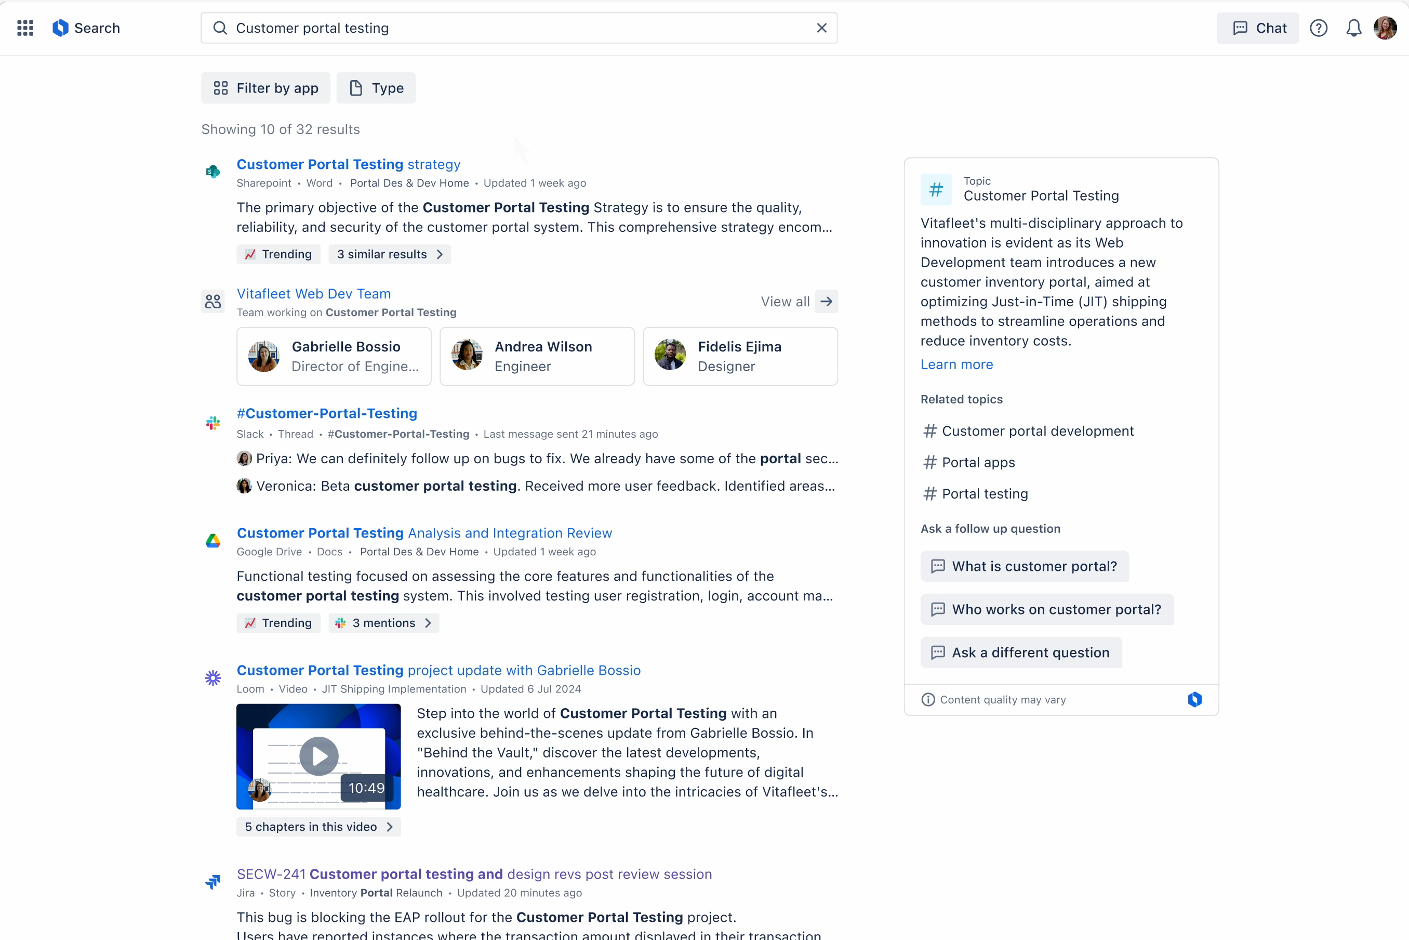 Search
Customer portal testing
Chat
Filter by app
Type
Showing 10 of 32 results
Customer Portal Testing strategy
Sharepoint • Word • Portal Des & Dev Home • Updated 1 week ago
The primary objective of the Customer Portal Testing Strategy is to ensure the quality,
reliability, and security of the customer portal system. This comprehensive strategy encom...
Trending
3 similar results
Vitafleet Web Dev Team
Team working on Customer Portal Testing
View all
Gabrielle Bossio
Director of Engine...
Andrea Wilson
Engineer
Fidelis Ejima
Designer
#Customer-Portal-Testing
Slack • Thread • #Customer-Portal-Testing • Last message sent 21 minutes ago
Priya: We can definitely follow up on bugs to fix. We already have some of the portal sec...
Veronica: Beta customer portal testing. Received more user feedback. Identified areas...
Customer Portal Testing Analysis and Integration Review
Google Drive • Docs • Portal Des & Dev Home • Updated 1 week ago
Functional testing focused on assessing the core features and functionalities of the
customer portal testing system. This involved testing user registration, login, account ma...
Trending
3 mentions
Customer Portal Testing project update with Gabrielle Bossio
Loom • Video • JIT Shipping Implementation • Updated 6 Jul 2024
10:49
Step into the world of Customer Portal Testing with an
exclusive behind-the-scenes update from Gabrielle Bossio. In
"Behind the Vault," discover the latest developments,
innovations, and enhancements shaping the future of digital
healthcare. Join us as we delve into the intricacies of Vitafleet's...
5 chapters in this video
SECW-241 Customer portal testing and design revs post review session
Jira • Story • Inventory Portal Relaunch • Updated 20 minutes ago
This bug is blocking the EAP rollout for the Customer Portal Testing project.
Users have reported instances where the transaction amount displayed in their transaction
Topic
Customer Portal Testing
Vitafleet's multi-disciplinary approach to
innovation is evident as its Web
Development team introduces a new
customer inventory portal, aimed at
optimizing Just-in-Time (JIT) shipping
methods to streamline operations and
reduce inventory costs.
Learn more
Related topics
# Customer portal development
# Portal apps
# Portal testing
Ask a follow up question
What is customer portal?
Who works on customer portal?
Ask a different question
Content quality may vary